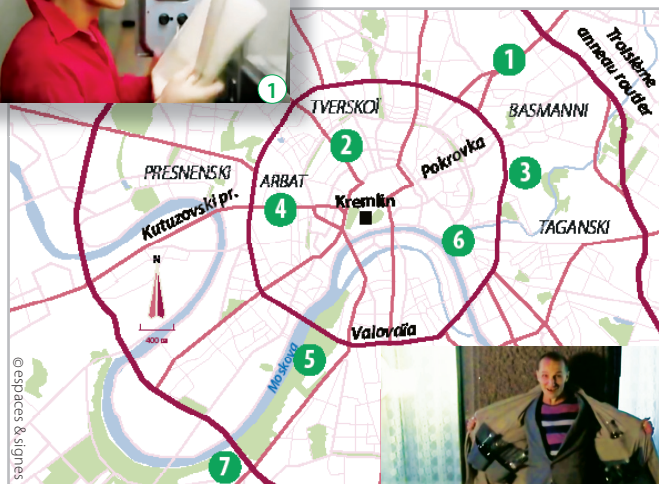 1
1
Troisième
anneau routier
TVERSKOÏ
BASMANNI
2
Pokrovka
3
PRESNENSKI
ARBAT
Kremlin
Kutuzovski pr.
4
6
TAGANSKI
N
400 m
Valovaïa
Moskova
5
7
© espaces & signes